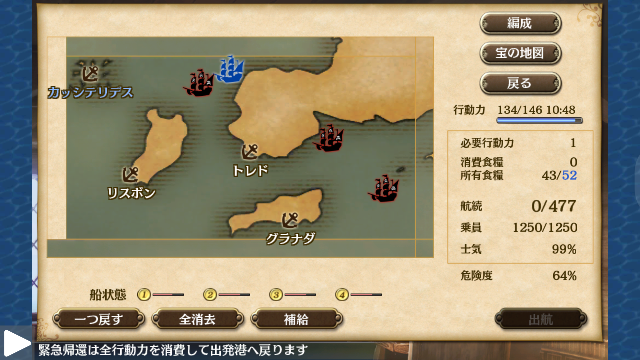 編成
宝の地図
戻る
カッシテリデス
トレド
リスボン
グラナダ
行動力 134/146 10:48
必要行動力 1
消費食糧 0
所有食糧 43/52
航続 0/477
乗員 1250/1250
士気 99%
危険度 64%
船状態 1 2 3 4
一つ戻す 全消去 補給 出航
緊急帰還は全行動力を消費して出発港へ戻ります